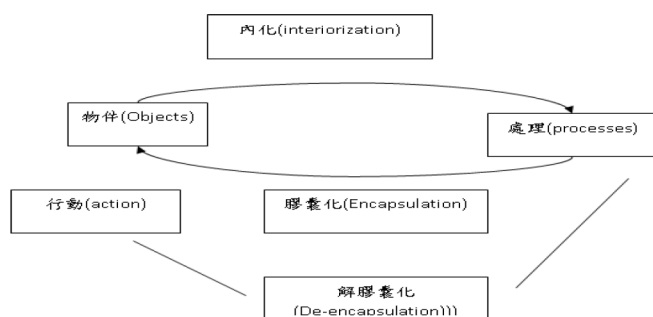 內化(interiorization)
物件(Objects)
處理(processes)
行動(action)
膠囊化(Encapsulation)
解膠囊化
(De-encapsulation)))